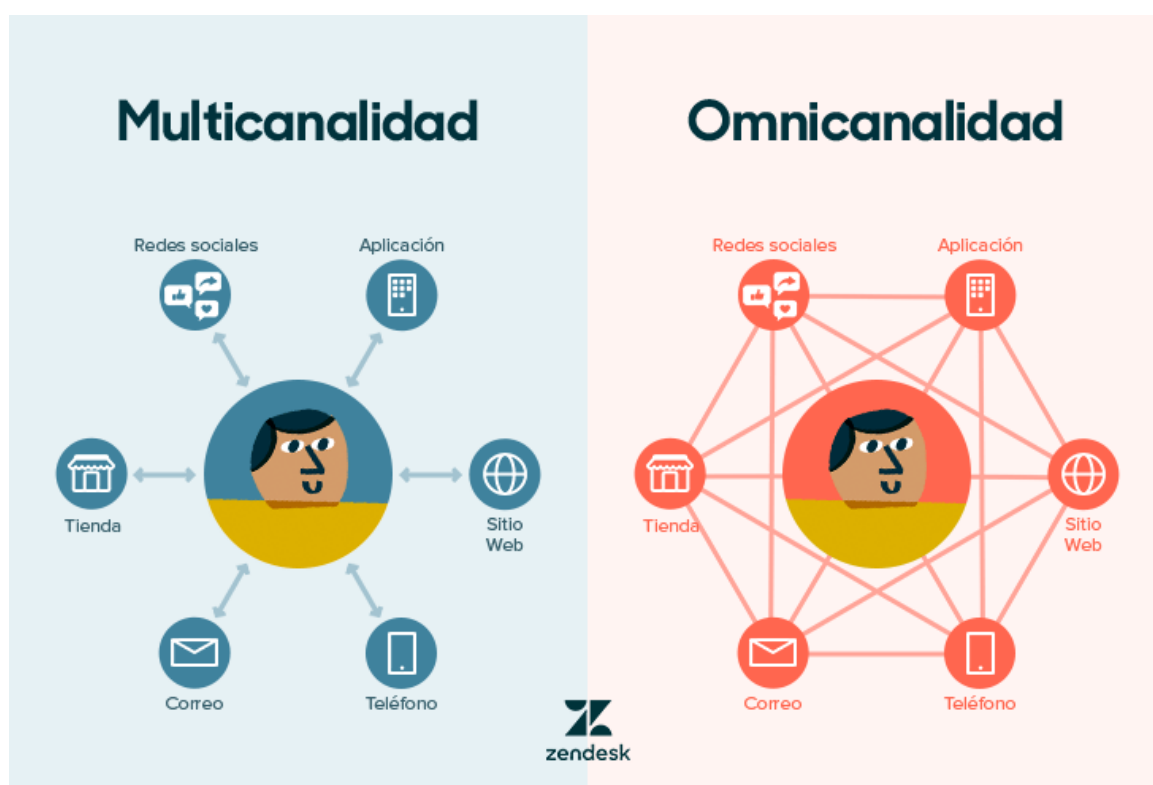 Multicanalidad
Redes sociales
Aplicación
Tienda
Sitio
Web
Correo
Teléfono
Omnicanalidad
Redes sociales
Aplicación
Tienda
Sitio
Web
Correo
Teléfono
zendesk